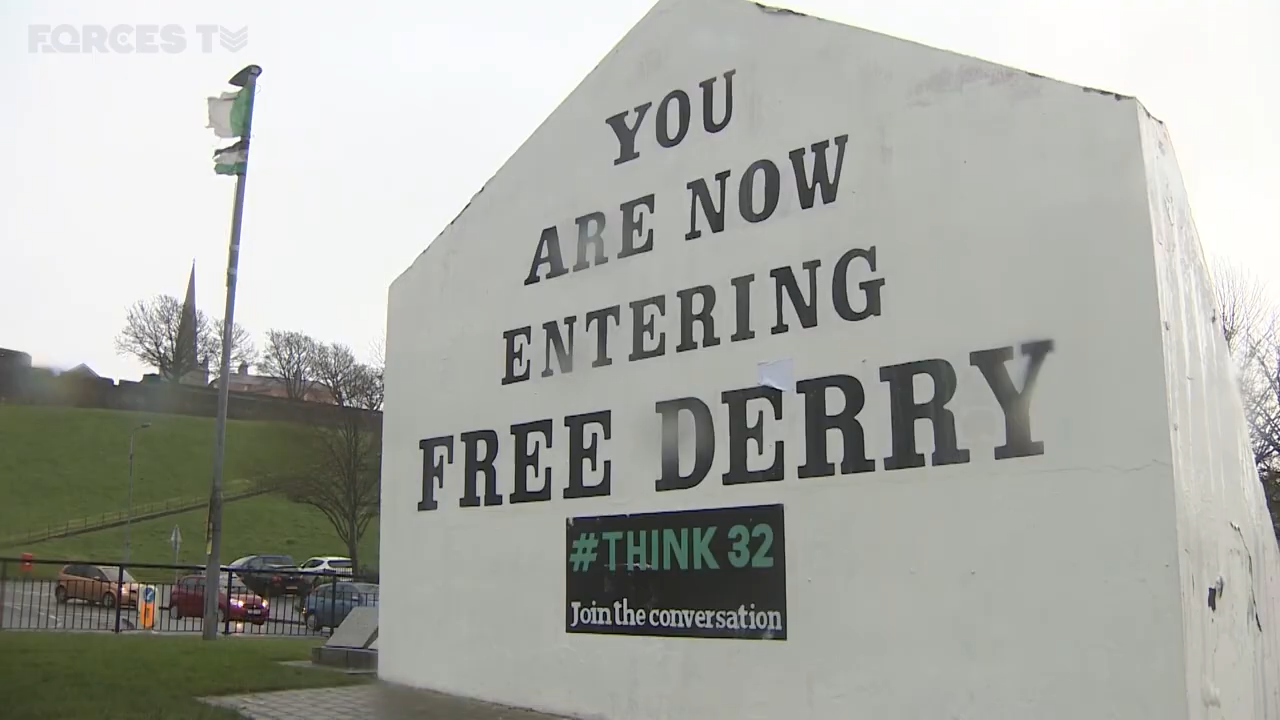 FORCES TV
YOU
ARE NOW
ENTERING
FREE DERRY
#THINK 32
Join the conversation